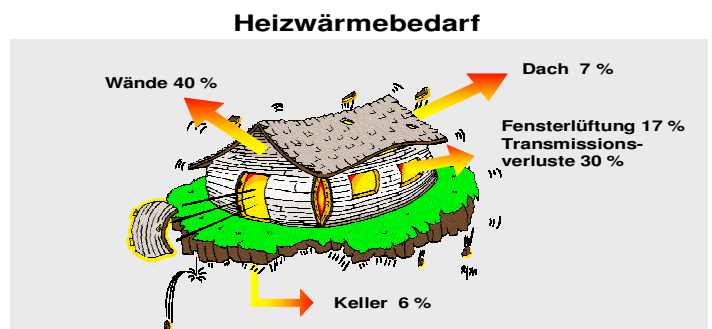 Heizwärmebedarf
Wände 40 %
Dach 7 %
Fensterlüftung 17 %
Transmissions-
verluste 30 %
Keller 6 %